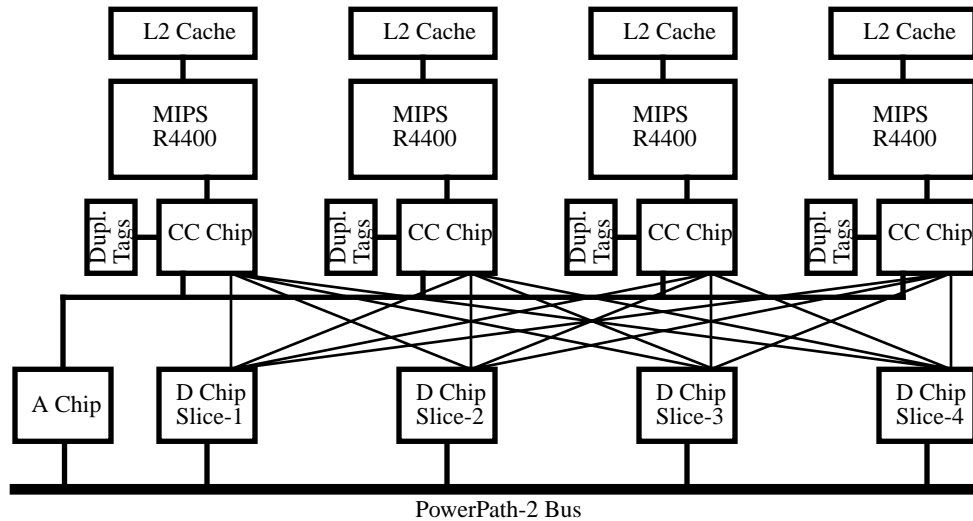 L2 Cache
L2 Cache
L2 Cache
L2 Cache
MIPS
R4400
MIPS
R4400
MIPS
R4400
MIPS
R4400
Dupl.
Tags
CC Chip
Dupl.
Tags
CC Chip
Dupl.
Tags
CC Chip
Dupl.
Tags
CC Chip
A Chip
D Chip
Slice-1
D Chip
Slice-2
D Chip
Slice-3
D Chip
Slice-4
PowerPath-2 Bus